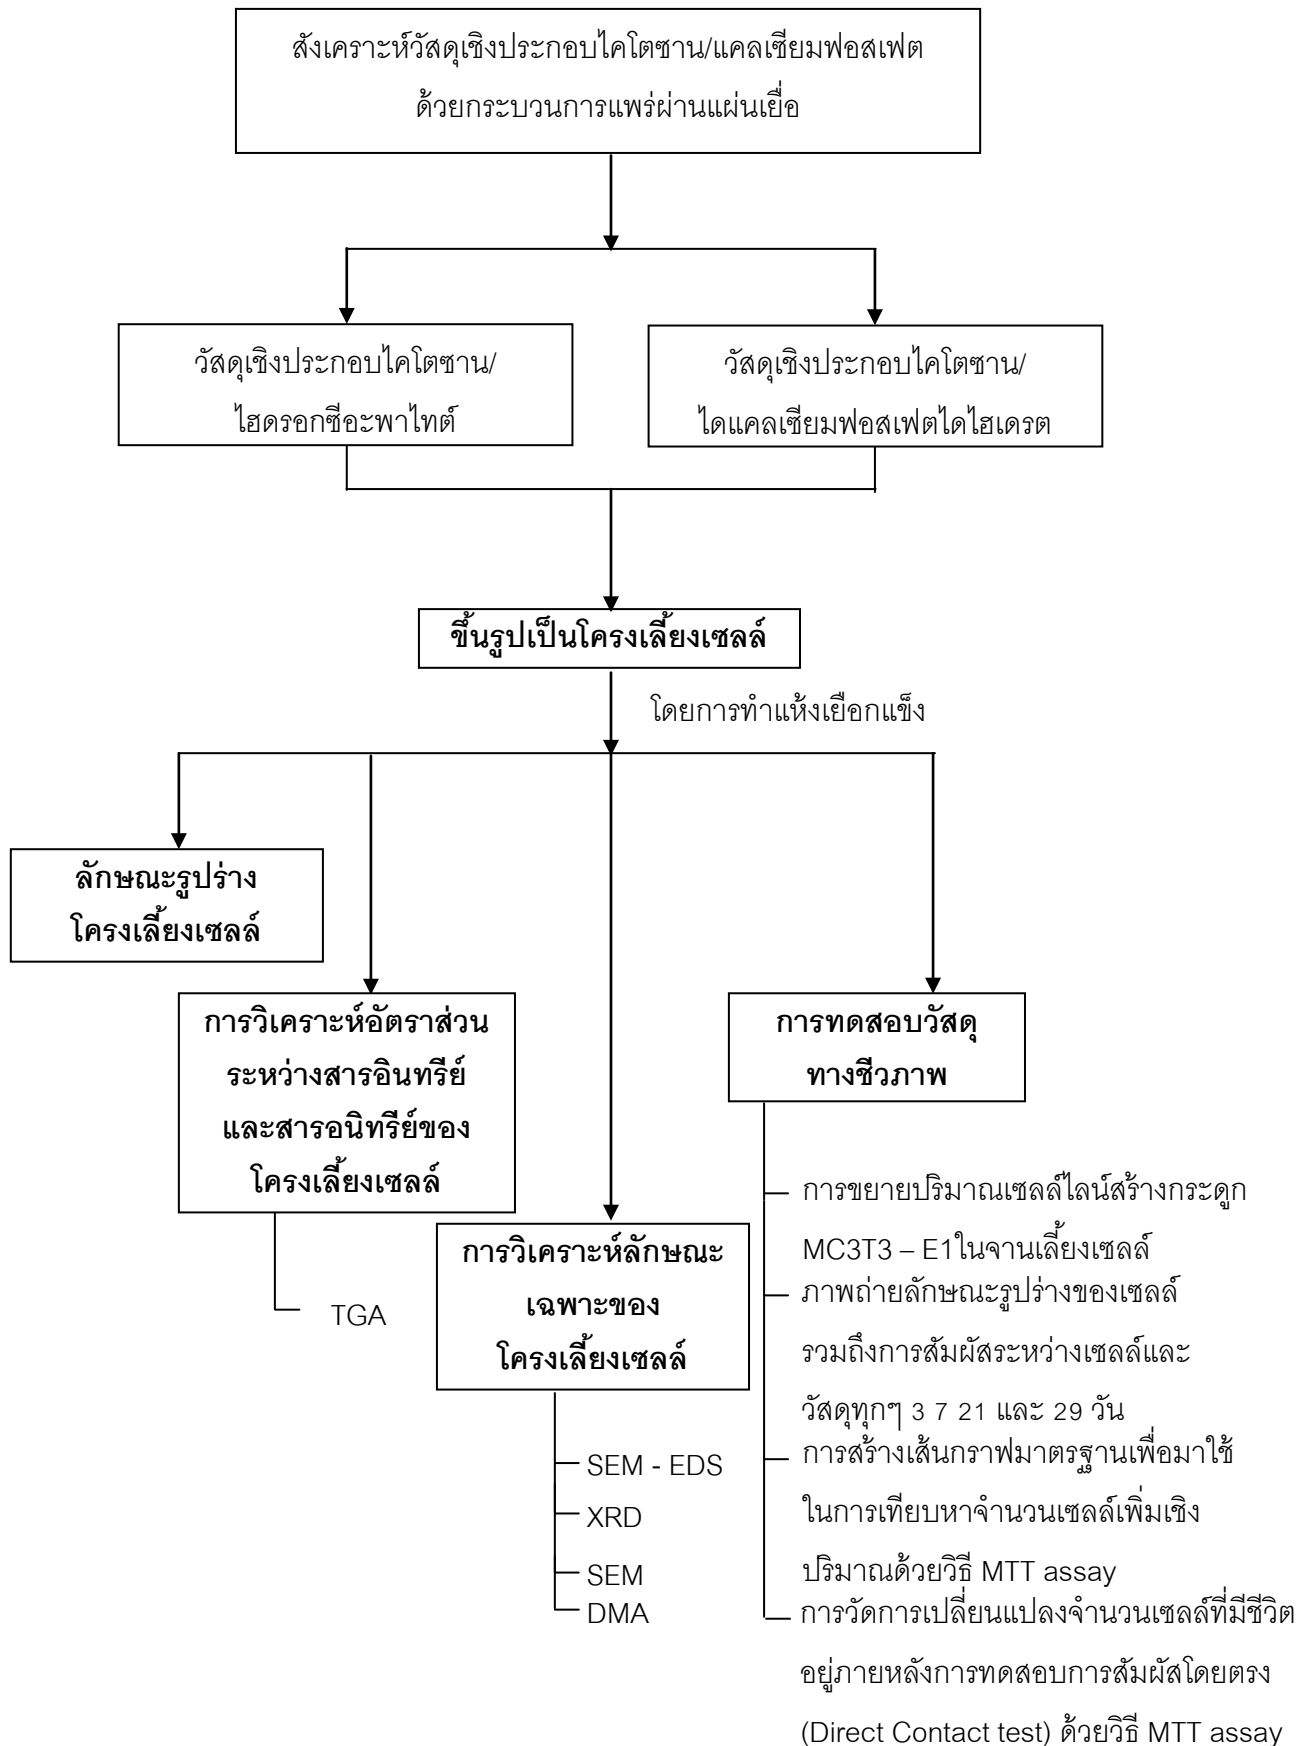 สังเคราะห์วัสดุเชิงประกอบไคโตซาน/แคลเซียมฟอสเฟต
ด้วยกระบวนการแพร่ผ่านแผ่นเยื่อ
วัสดุเชิงประกอบไคโตซาน/
ไฮดรอกซีอะพาไทต์
วัสดุเชิงประกอบไคโตซาน/
ไดแคลเซียมฟอสเฟตไดไฮเดรต
ขึ้นรูปเป็นโครงเลี้ยงเซลล์
โดยการทำแห้งเยือกแข็ง
ลักษณะรูปร่าง
โครงเลี้ยงเซลล์
การวิเคราะห์อัตราส่วน
ระหว่างสารอินทรีย์
และสารอนิทรีย์ของ
โครงเลี้ยงเซลล์
TGA
การวิเคราะห์ลักษณะ
เฉพาะของ
โครงเลี้ยงเซลล์
SEM - EDS
XRD
SEM
DMA
การทดสอบวัสดุ
ทางชีวภาพ
การขยายปริมาณเซลล์ไลน์สร้างกระดูก
MC3T3 – E1ในจานเลี้ยงเซลล์
ภาพถ่ายลักษณะรูปร่างของเซลล์
รวมถึงการสัมผัสระหว่างเซลล์และ
วัสดุทุกๆ 3 7 21 และ 29 วัน
การสร้างเส้นกราฟมาตรฐานเพื่อมาใช้
ในการเทียบหาจำนวนเซลล์เพิ่มเชิง
ปริมาณด้วยวิธี MTT assay
การวัดการเปลี่ยนแปลงจำนวนเซลล์ที่มีชีวิต
อยู่ภายหลังการทดสอบการสัมผัสโดยตรง
(Direct Contact test) ด้วยวิธี MTT assay